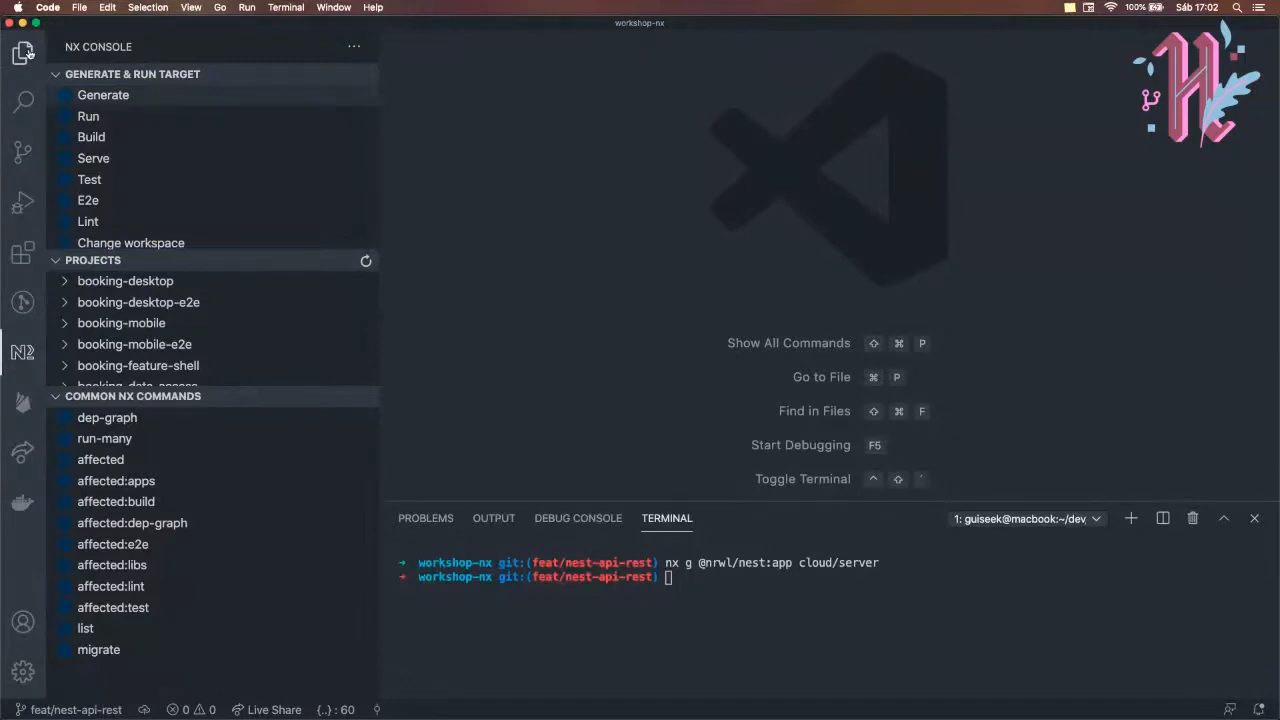 Code File Edit Selection View Go Run Terminal Window Help 100% Sáb 17:02
workshop-nx
NX CONSOLE
GENERATE & RUN TARGET
Generate
Run
Build
Serve
Test
E2e
Lint
Change workspace
PROJECTS
booking-desktop
booking-desktop-e2e
booking-mobile
booking-mobile-e2e
booking-feature-shell
booking-data-access
COMMON NX COMMANDS
dep-graph
run-many
affected
affected:apps
affected:build
affected:dep-graph
affected:e2e
affected:libs
affected:lint
affected:test
list
migrate
Show All Commands ⇧ ⌘ P
Go to File ⌘ P
Find in Files ⇧ ⌘ F
Start Debugging F5
Toggle Terminal ^ ⇧ `
PROBLEMS OUTPUT DEBUG CONSOLE TERMINAL 1: guiseek@macbook:~/dev
→ workshop-nx git:(feat/nest-api-rest) nx g @nrwl/nest:app cloud/server
→ workshop-nx git:(feat/nest-api-rest)
feat/nest-api-rest 0 0 Live Share {..} : 60